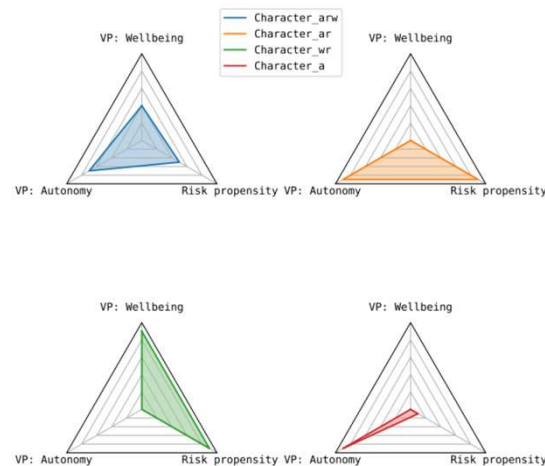 Character_arw
Character_ar
Character_wr
Character_a
VP: Wellbeing
VP: Wellbeing
VP: Autonomy
Risk propensity
VP: Autonomy
Risk propensity
VP: Wellbeing
VP: Wellbeing
VP: Autonomy
Risk propensity
VP: Autonomy
Risk propensity